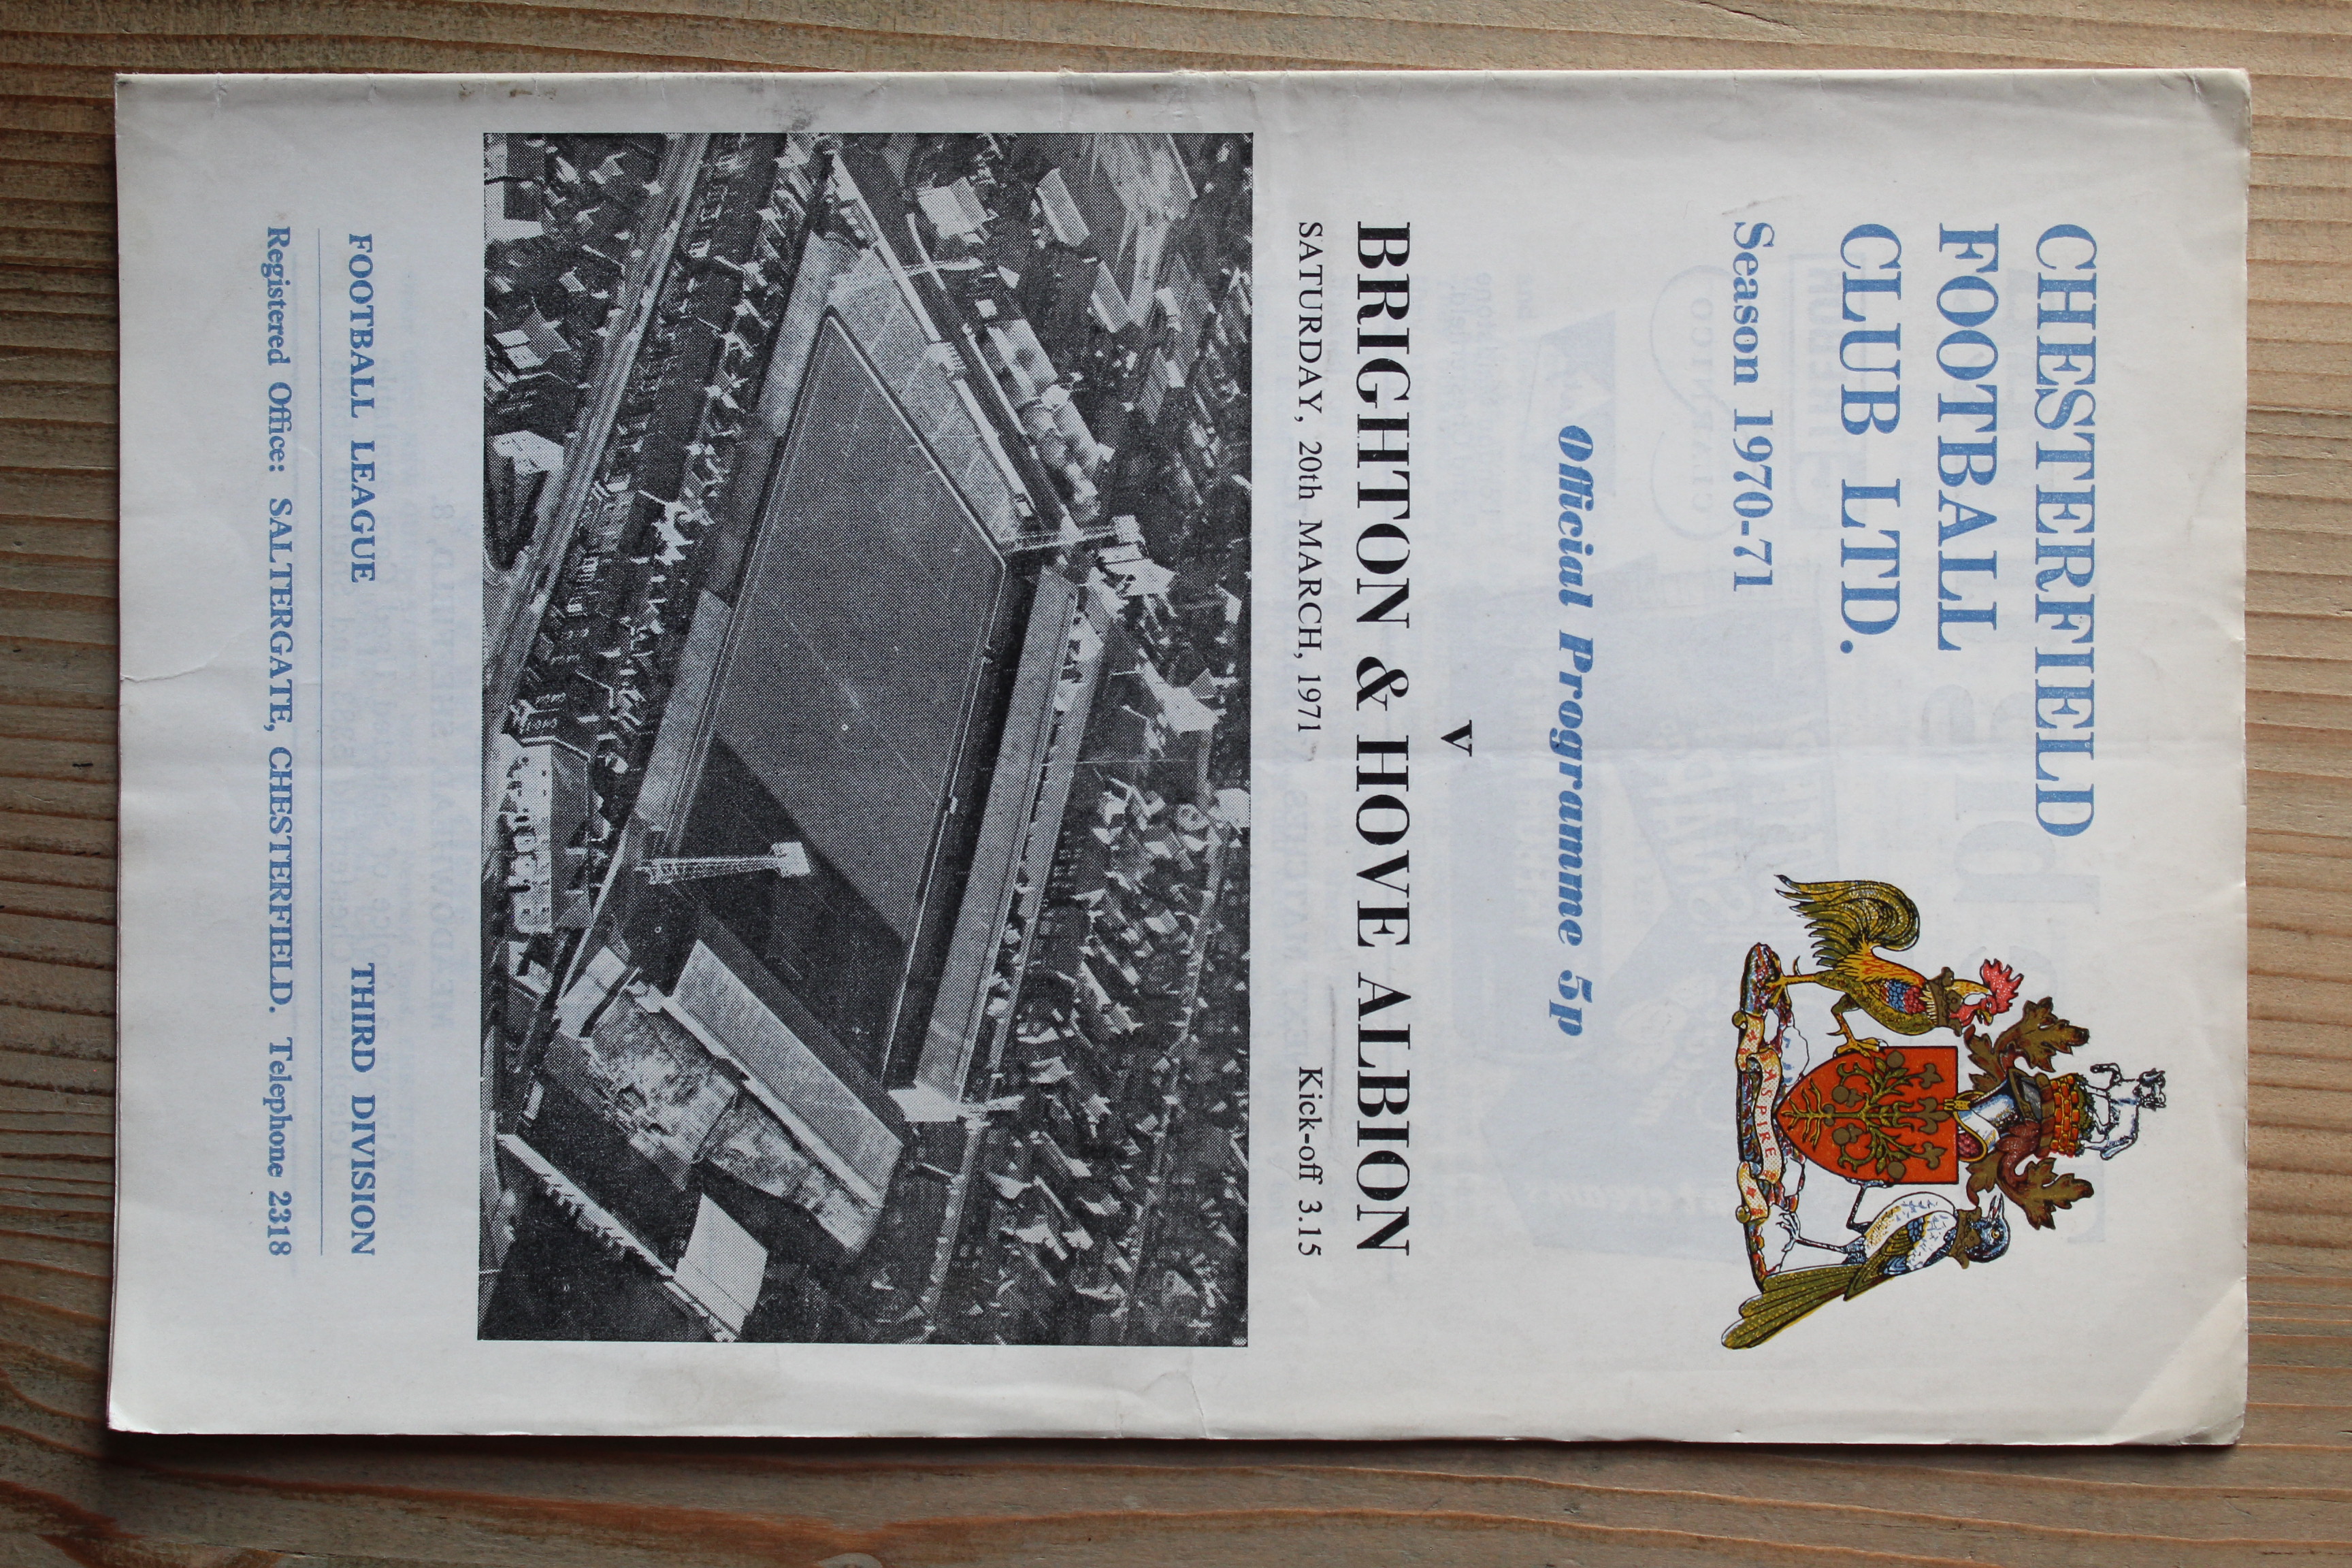 CHESTERFIELD
FOOTBALL
CLUB LTD.
Season 1970-71
ASPIRE
Official Programme 5p
v
BRIGHTON & HOVE ALBION
SATURDAY, 20th MARCH, 1971 Kick-off 3.15
FOOTBALL LEAGUE THIRD DIVISION
Registered Office: SALTERGATE, CHESTERFIELD. Telephone 2318